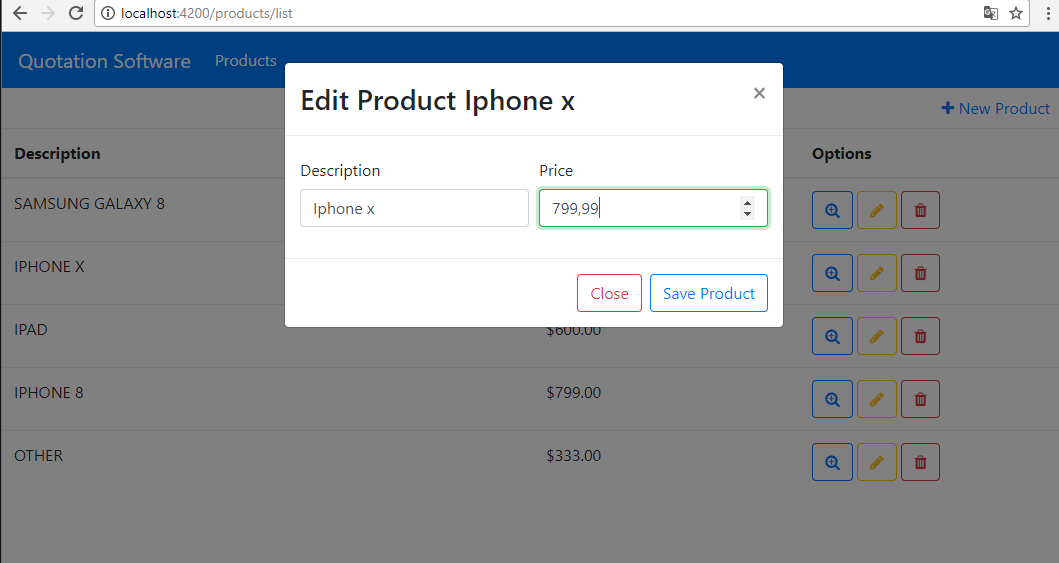 localhost:4200/products/list
Quotation Software Products
Edit Product Iphone x ×
New Product
Description Options
Description Price
Iphone x 799,99
SAMSUNG GALAXY 8
IPHONE X
Close Save Product
IPAD $600.00
IPHONE 8 $799.00
OTHER $333.00